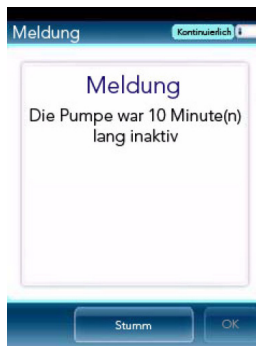 Meldung
Kontinuierlich
Meldung
Die Pumpe war 10 Minute(n)
lang inaktiv
Stumm
OK